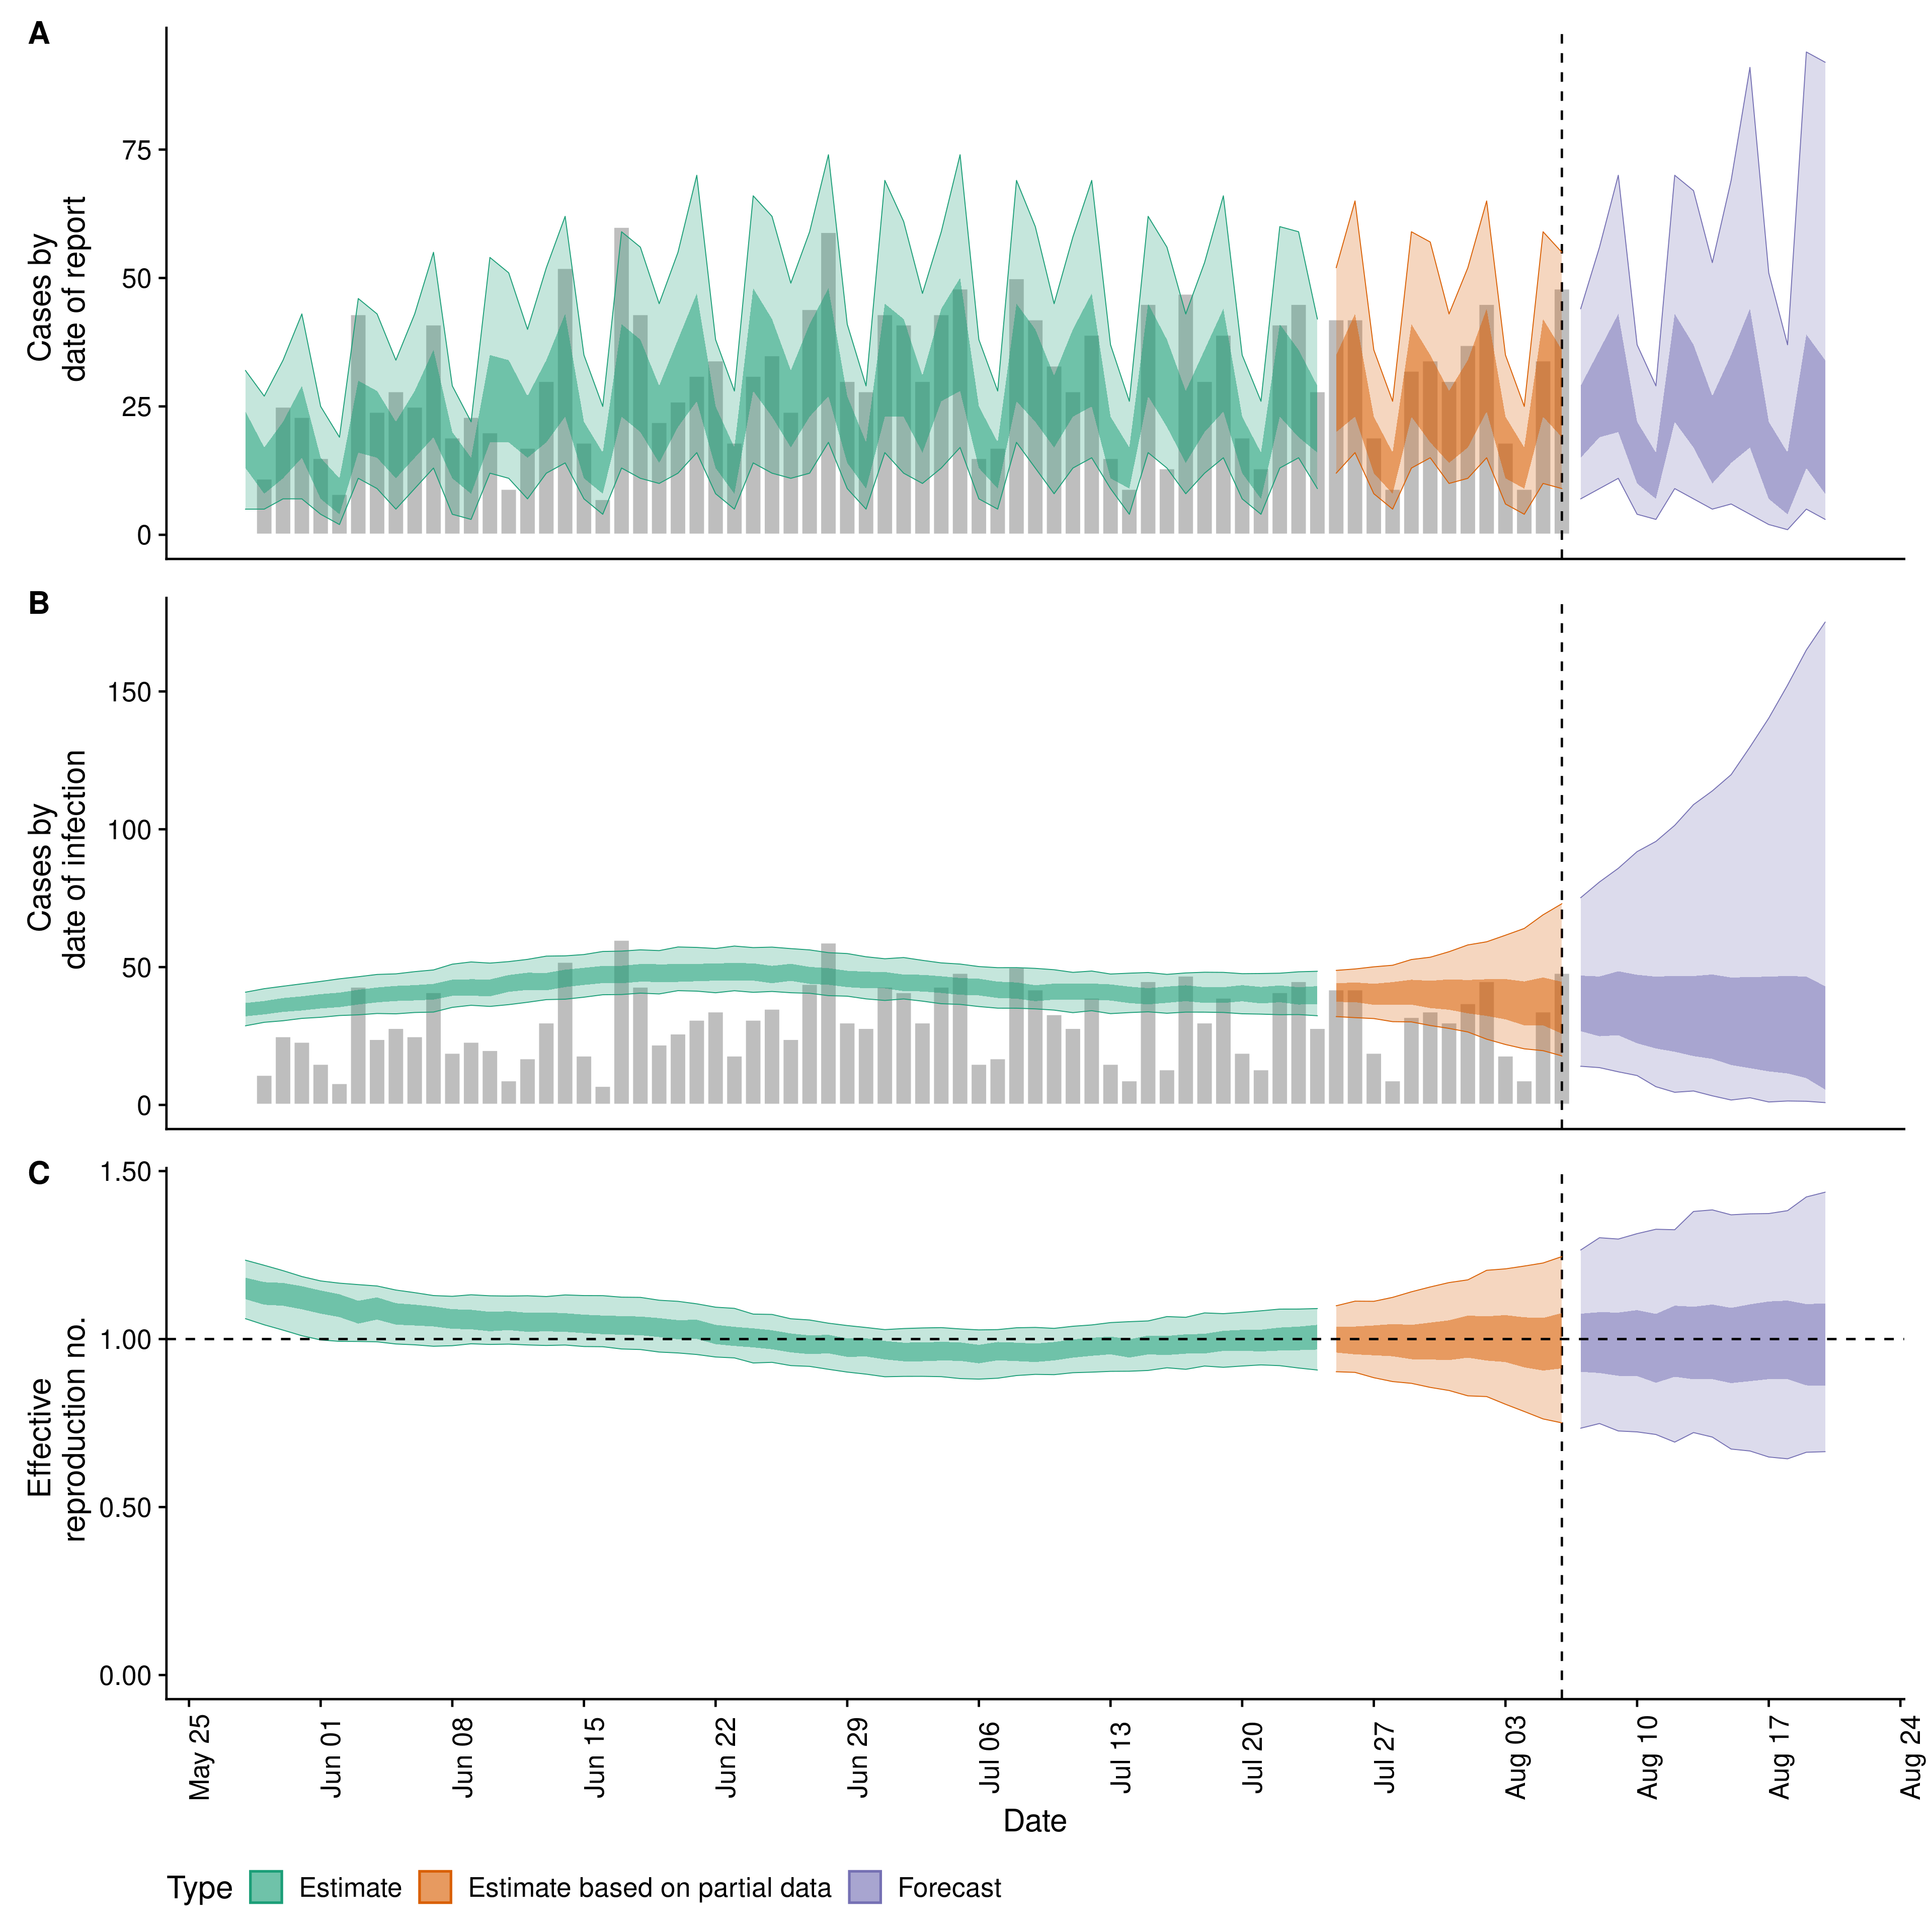 A
75
50
25
0
Cases by
date of report
B
150
100
50
0
Cases by
date of infection
C
1.50
1.00
0.50
0.00
Effective
reproduction no.
May 25
Jun 01
Jun 08
Jun 15
Jun 22
Jun 29
Jul 06
Jul 13
Jul 20
Jul 27
Aug 03
Aug 10
Aug 17
Aug 24
Date
Type Estimate Estimate based on partial data Forecast